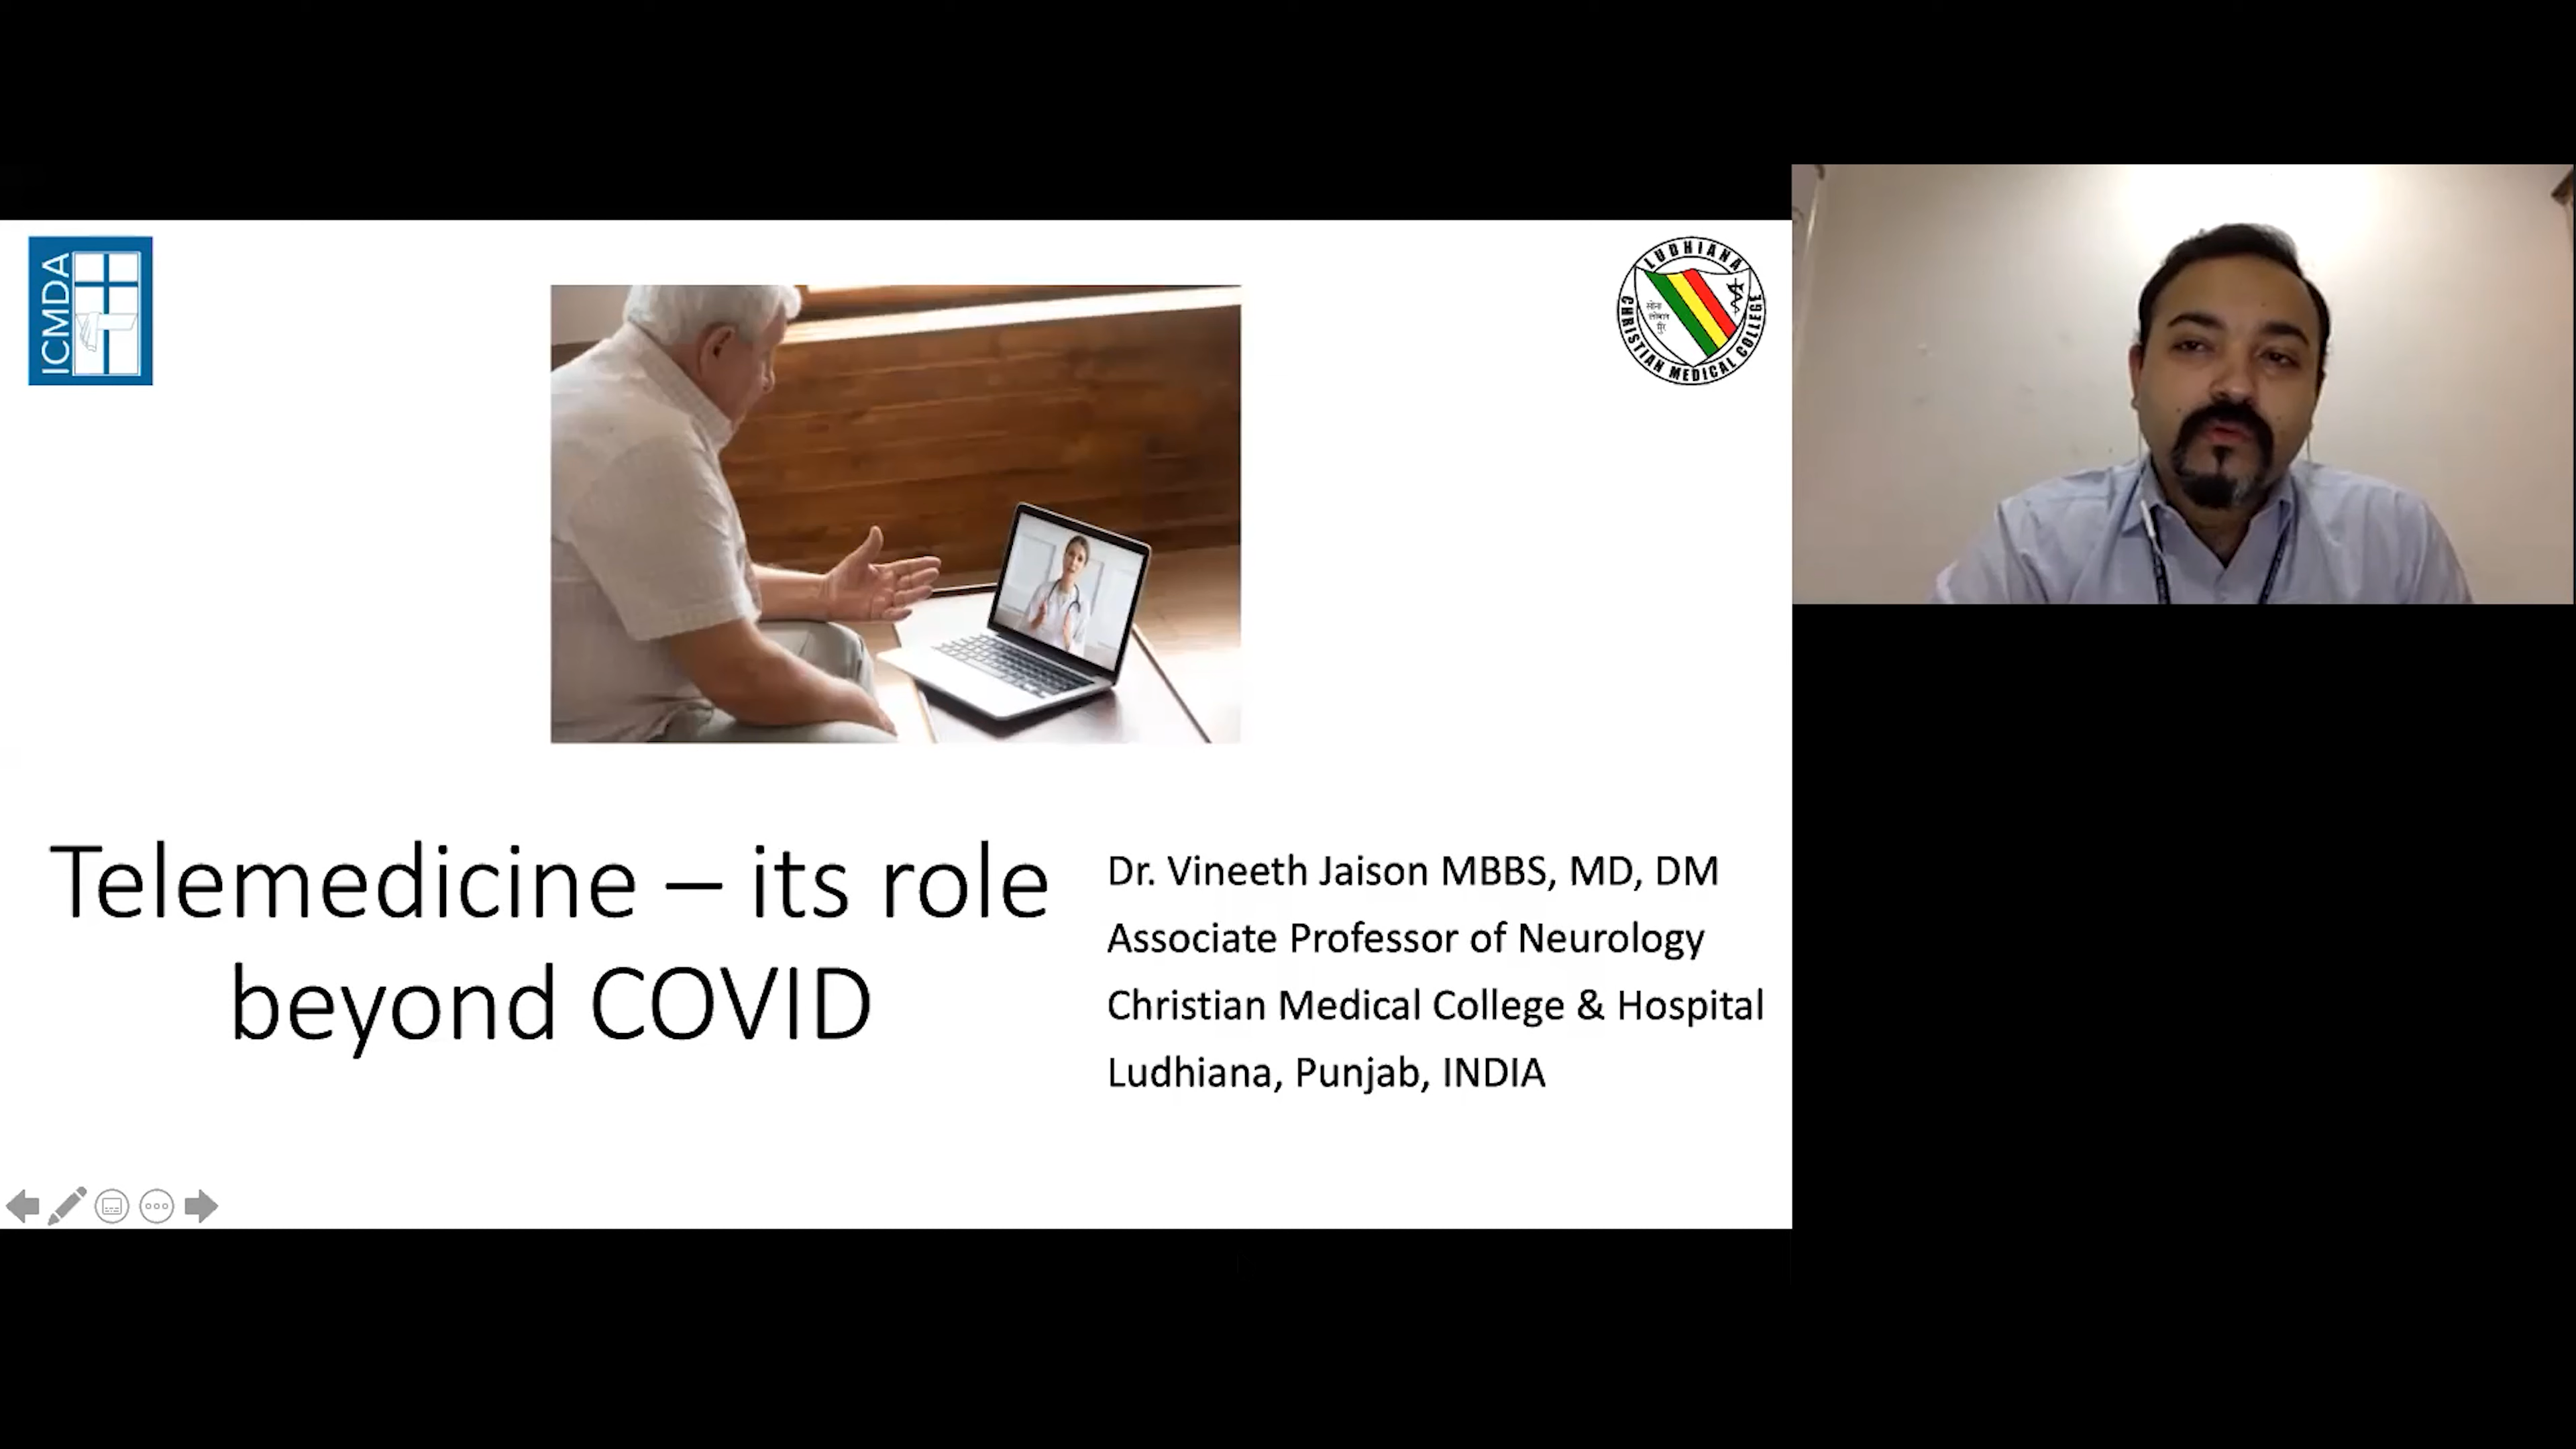 ICMDA
LUDHIANA
CHRISTIAN MEDICAL COLLEGE
Telemedicine – its role
beyond COVID
Dr. Vineeth Jaison MBBS, MD, DM
Associate Professor of Neurology
Christian Medical College & Hospital
Ludhiana, Punjab, INDIA